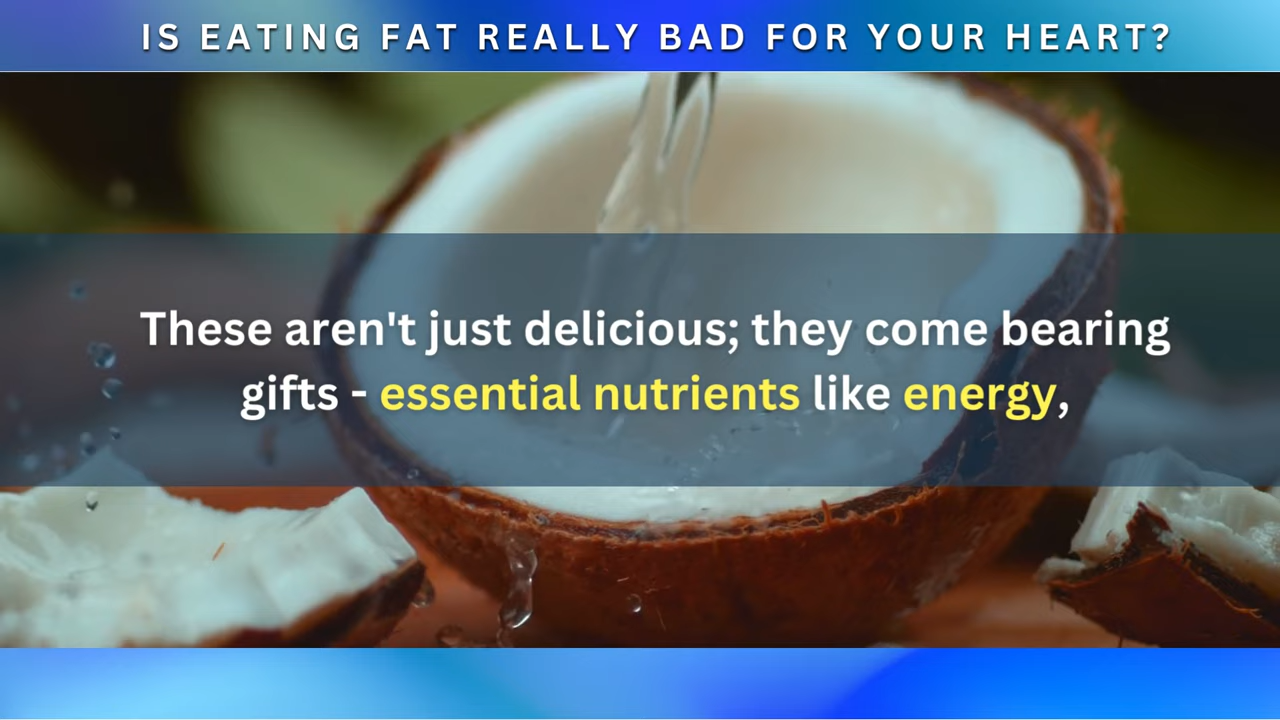 IS EATING FAT REALLY BAD FOR YOUR HEART?
These aren't just delicious; they come bearing
gifts - essential nutrients like energy,